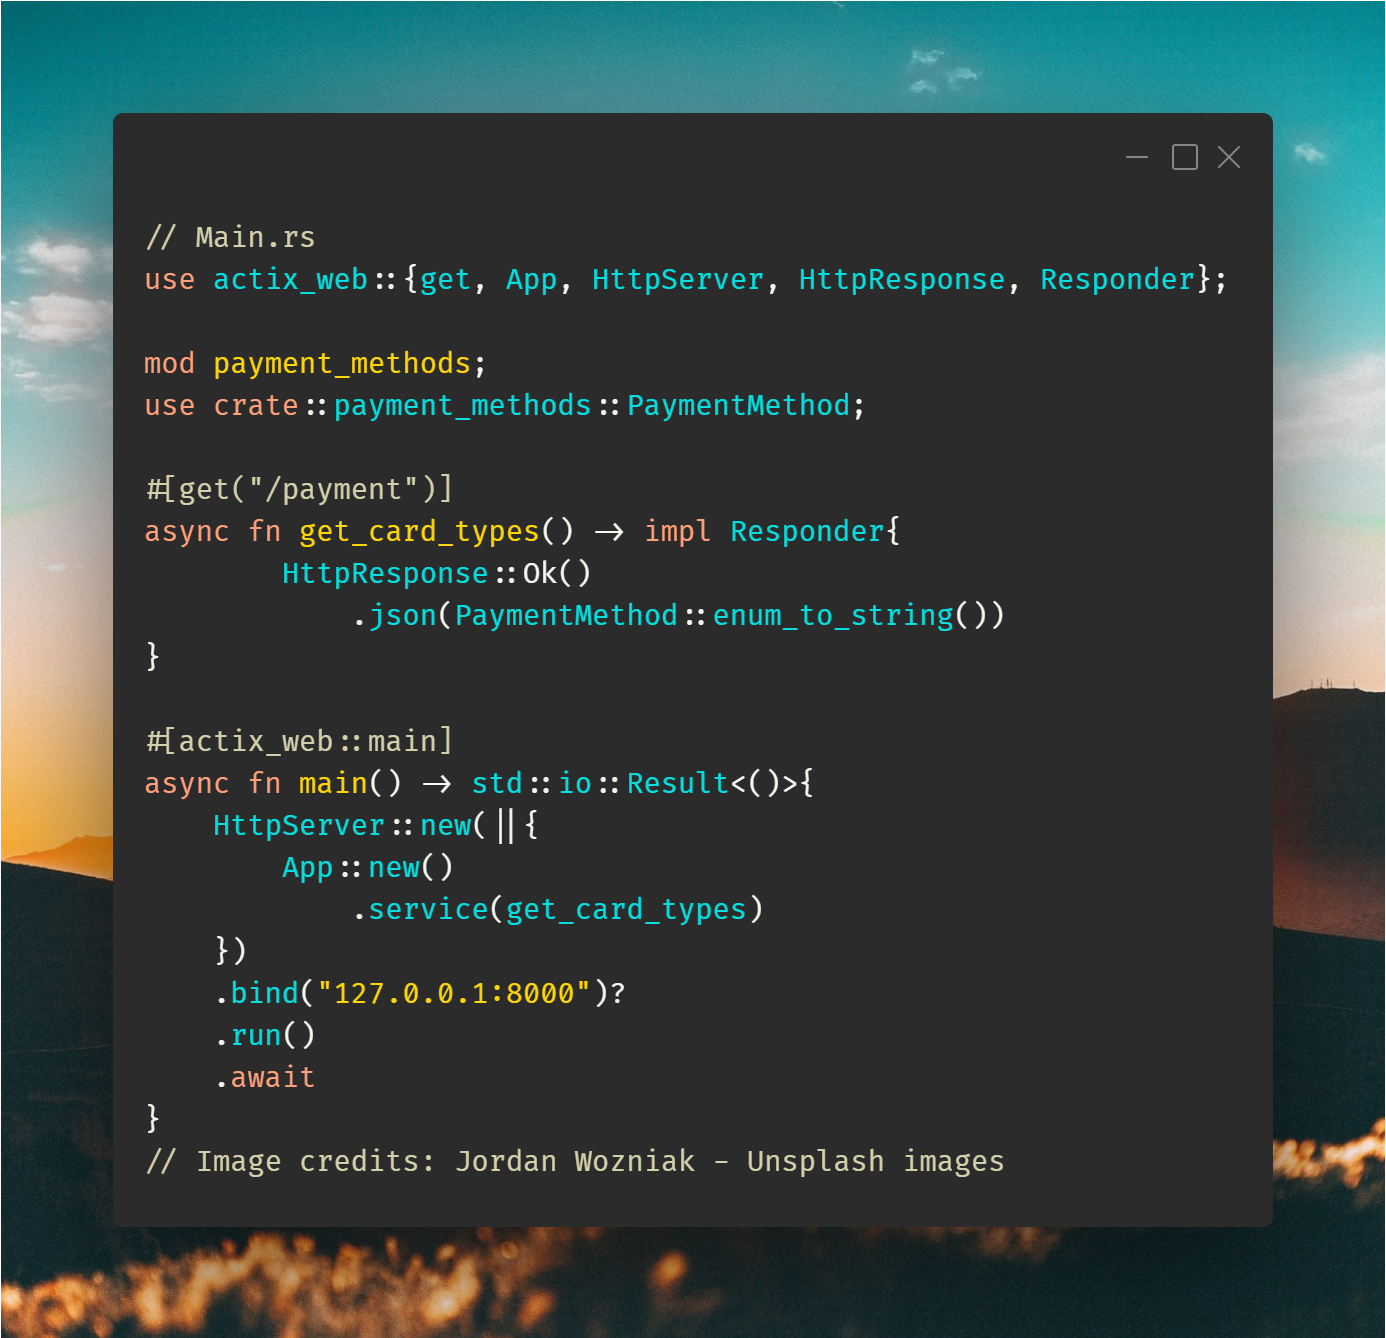 // Main.rs
use actix_web::{get, App, HttpServer, HttpResponse, Responder};
mod payment_methods;
use crate::payment_methods::PaymentMethod;
#[get("/payment")]
async fn get_card_types() -> impl Responder{
        HttpResponse::Ok()
            .json(PaymentMethod::enum_to_string())
}
#[actix_web::main]
async fn main() -> std::io::Result<()>{
    HttpServer::new(||{
        App::new()
            .service(get_card_types)
    })
    .bind("127.0.0.1:8000")?
    .run()
    .await
}
// Image credits: Jordan Wozniak - Unsplash images